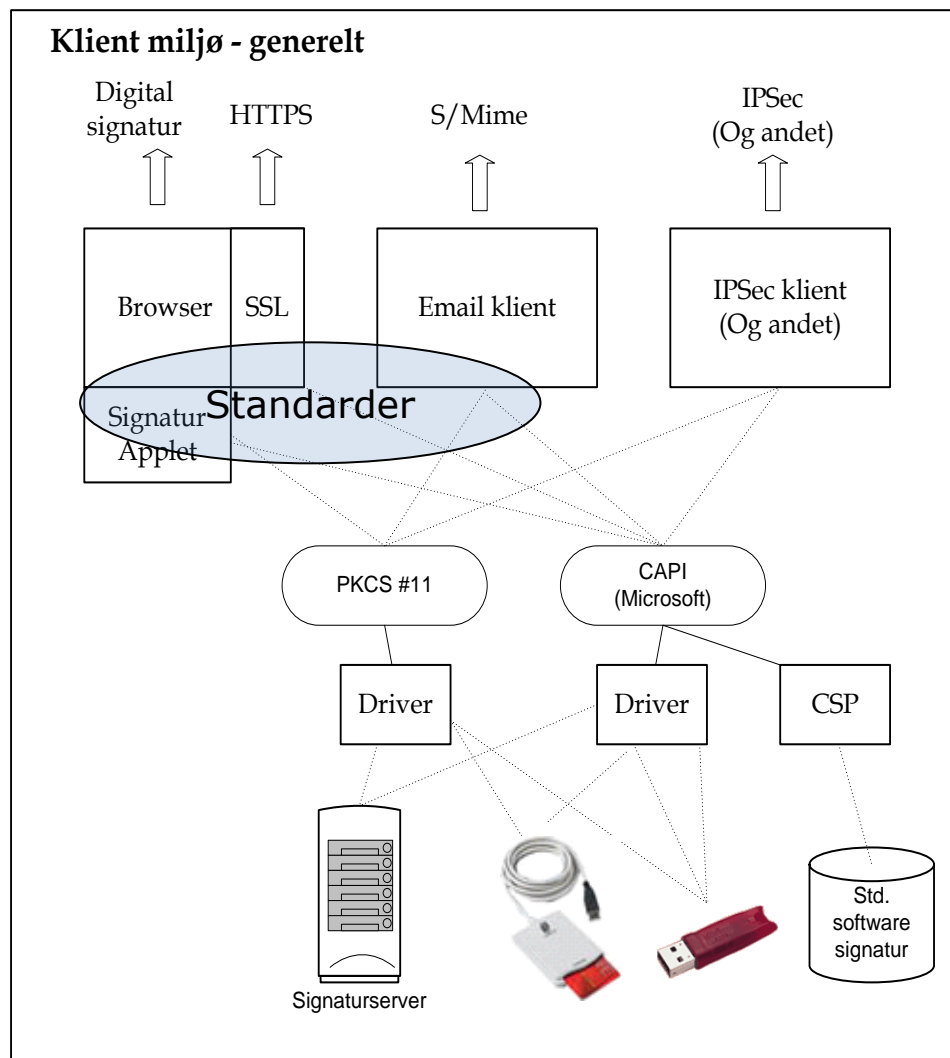 Klient miljø - generelt
Digital
signatur
HTTPS
S/Mime
IPSec
(Og andet)
Browser
SSL
Email klient
IPSec klient
(Og andet)
Standarder
Signatur
Applet
PKCS #11
CAPI
(Microsoft)
Driver
Driver
CSP
Signaturserver
Std.
software
signatur